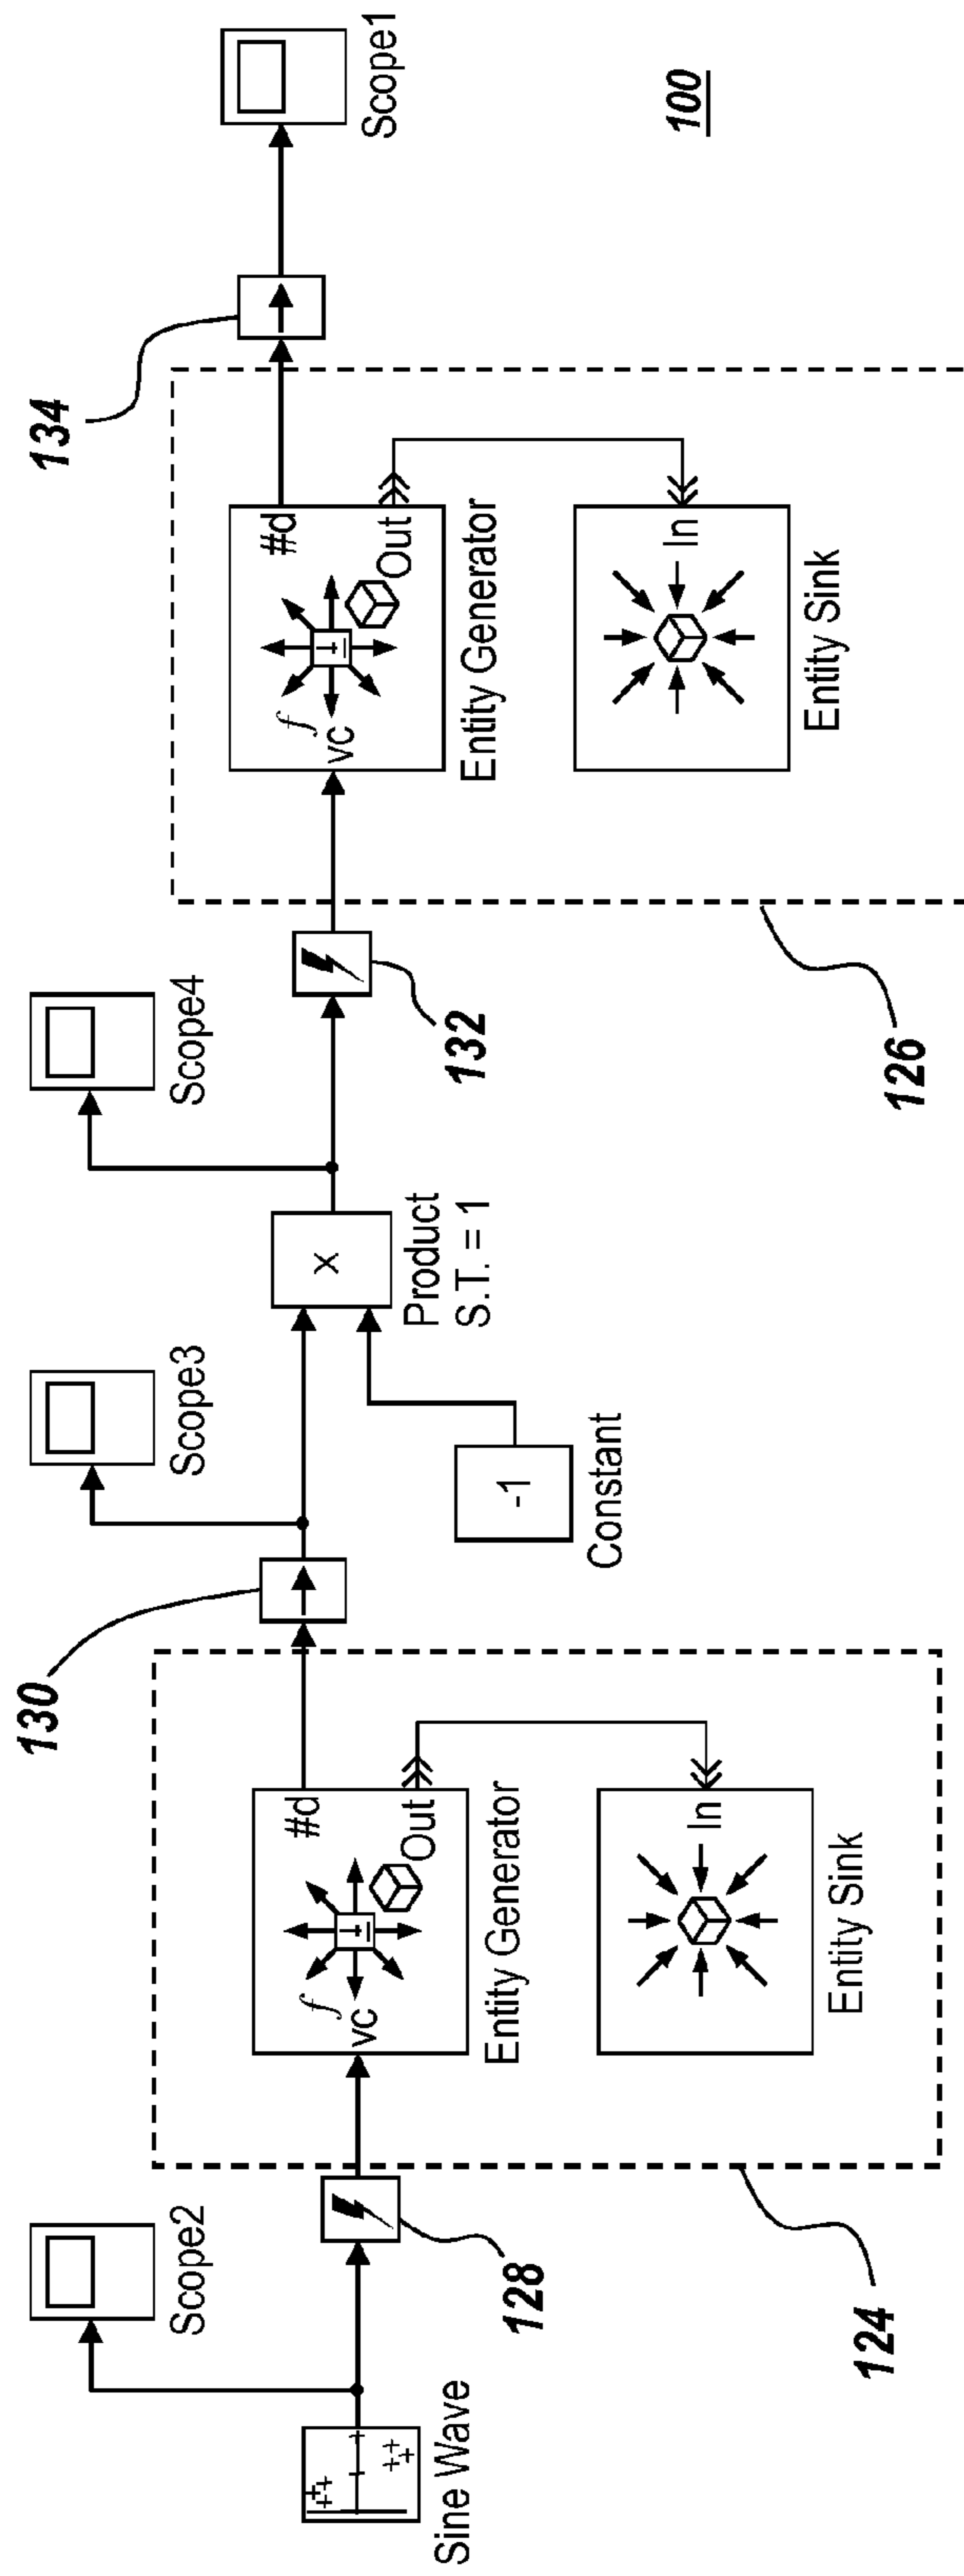 Scope2
Sine Wave
128
124
f
vc
#d
Out
Entity Generator
In
Entity Sink
130
Scope3
-1
Constant
x
Product
S.T. = 1
Scope4
132
126
f
vc
#d
Out
Entity Generator
In
Entity Sink
134
Scope1
100